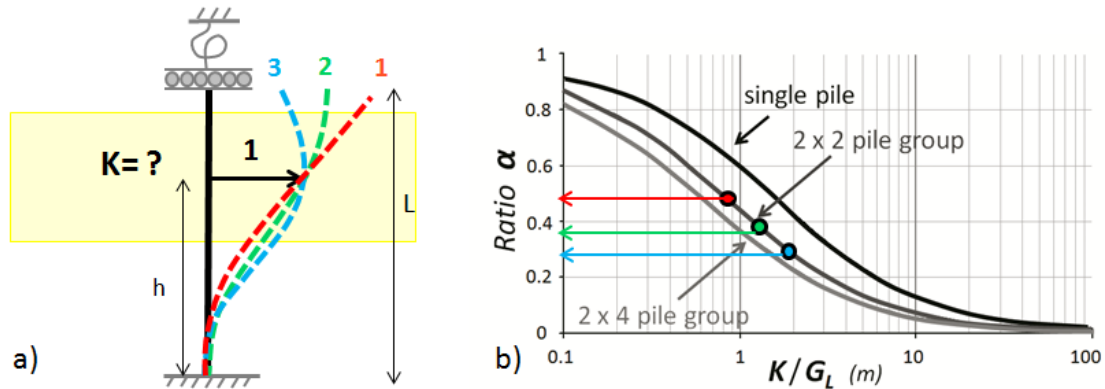 3
2
1
K= ?
1
L
h
a)
1
0.8
0.6
0.4
0.2
0
Ratio α
single pile
2 x 2 pile group
2 x 4 pile group
0.1
1
10
100
K/G_L (m)
b)